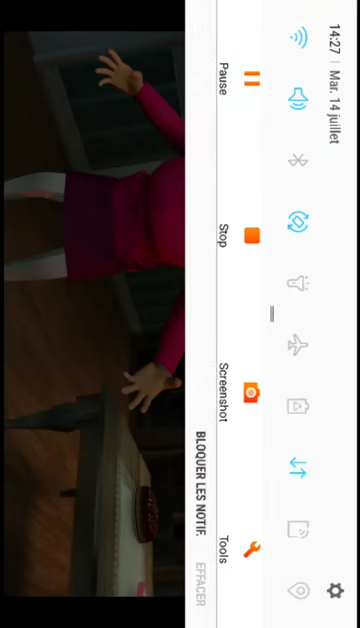 14:27 | Mar. 14 juillet
Pause
Stop
Screenshot
Tools
BLOQUER LES NOTIF.
EFFACER